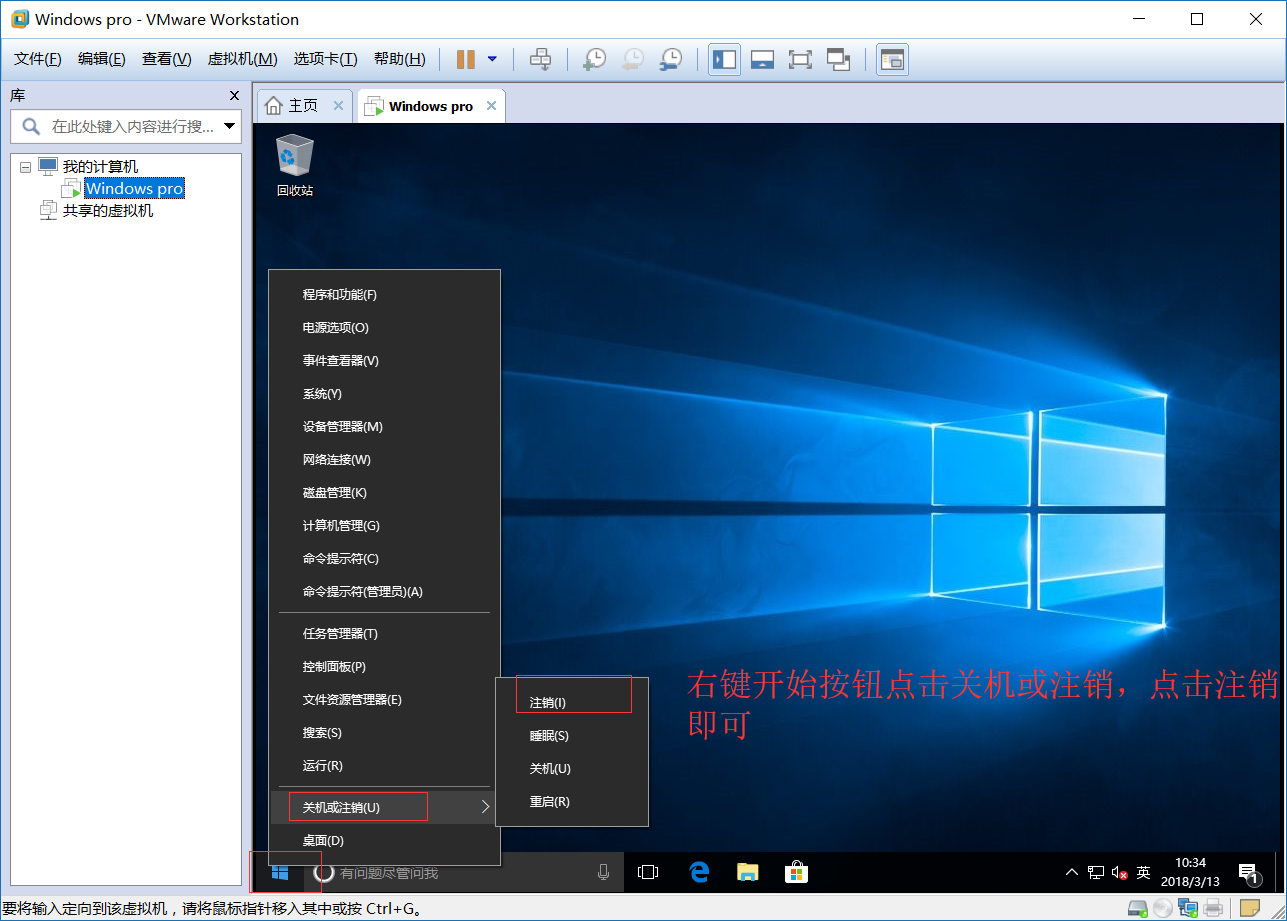 Windows pro - VMware Workstation
文件(F) 编辑(E) 查看(V) 虚拟机(M) 选项卡(T) 帮助(H)
库
在此处键入内容进行搜...
我的计算机
Windows pro
共享的虚拟机
主页
Windows pro
回收站
程序和功能(F)
电源选项(O)
事件查看器(V)
系统(Y)
设备管理器(M)
网络连接(W)
磁盘管理(K)
计算机管理(G)
命令提示符(C)
命令提示符(管理员)(A)
任务管理器(T)
控制面板(P)
文件资源管理器(E)
搜索(S)
运行(R)
关机或注销(U)
桌面(D)
注销(I)
睡眠(S)
关机(U)
重启(R)
右键开始按钮点击关机或注销，点击注销
即可
有问题尽管问我
英
10:34
2018/3/13
1
要将输入定向到该虚拟机，请将鼠标指针移入其中或按 Ctrl+G。